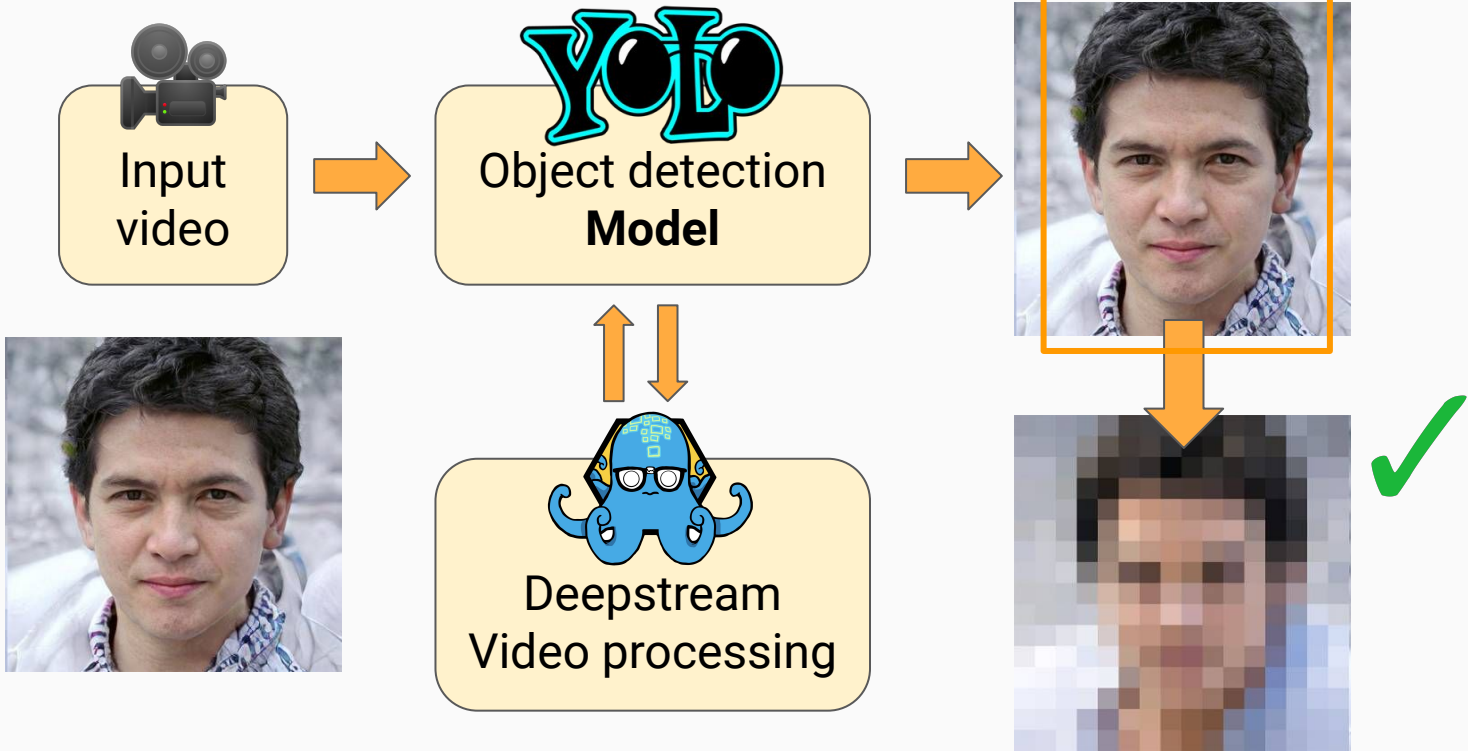 YOLO
Input
video
Object detection
Model
Deepstream
Video processing